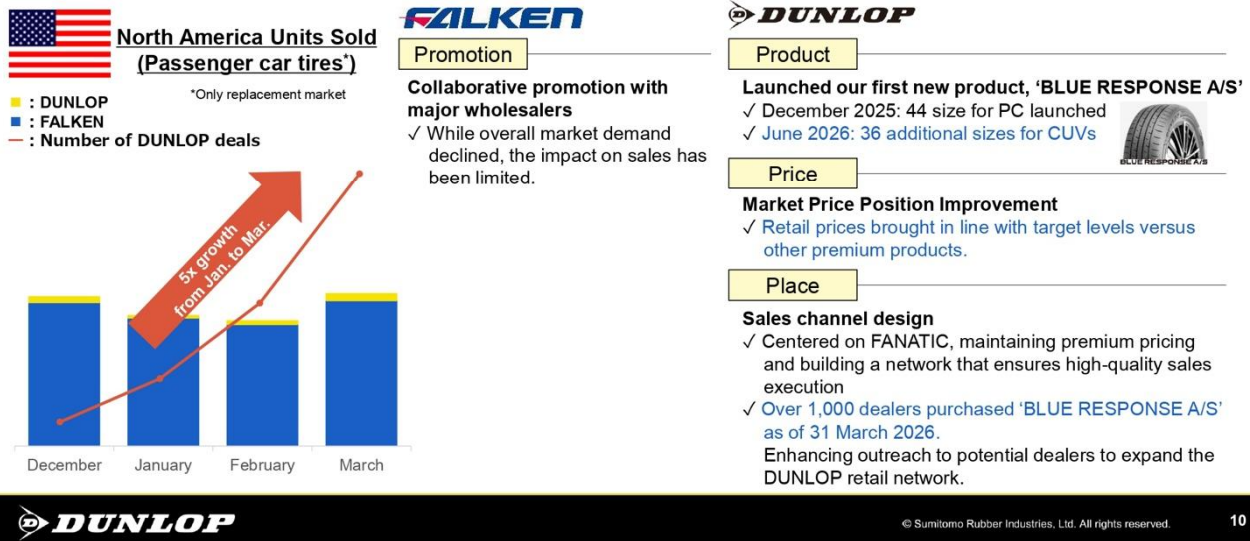 North America Units Sold
(Passenger car tires*)
*Only replacement market
: DUNLOP
: FALKEN
: Number of DUNLOP deals
5x growth
from Jan. to Mar.
December January February March
FALKEN
Promotion
Collaborative promotion with
major wholesalers
✓ While overall market demand
declined, the impact on sales has
been limited.
DUNLOP
Product
Launched our first new product, ‘BLUE RESPONSE A/S’
✓ December 2025: 44 size for PC launched
✓ June 2026: 36 additional sizes for CUVs
BLUE RESPONSE A/S
Price
Market Price Position Improvement
✓ Retail prices brought in line with target levels versus
other premium products.
Place
Sales channel design
✓ Centered on FANATIC, maintaining premium pricing
and building a network that ensures high-quality sales
execution
✓ Over 1,000 dealers purchased ‘BLUE RESPONSE A/S’
as of 31 March 2026.
Enhancing outreach to potential dealers to expand the
DUNLOP retail network.
DUNLOP
© Sumitomo Rubber Industries, Ltd. All rights reserved.
10